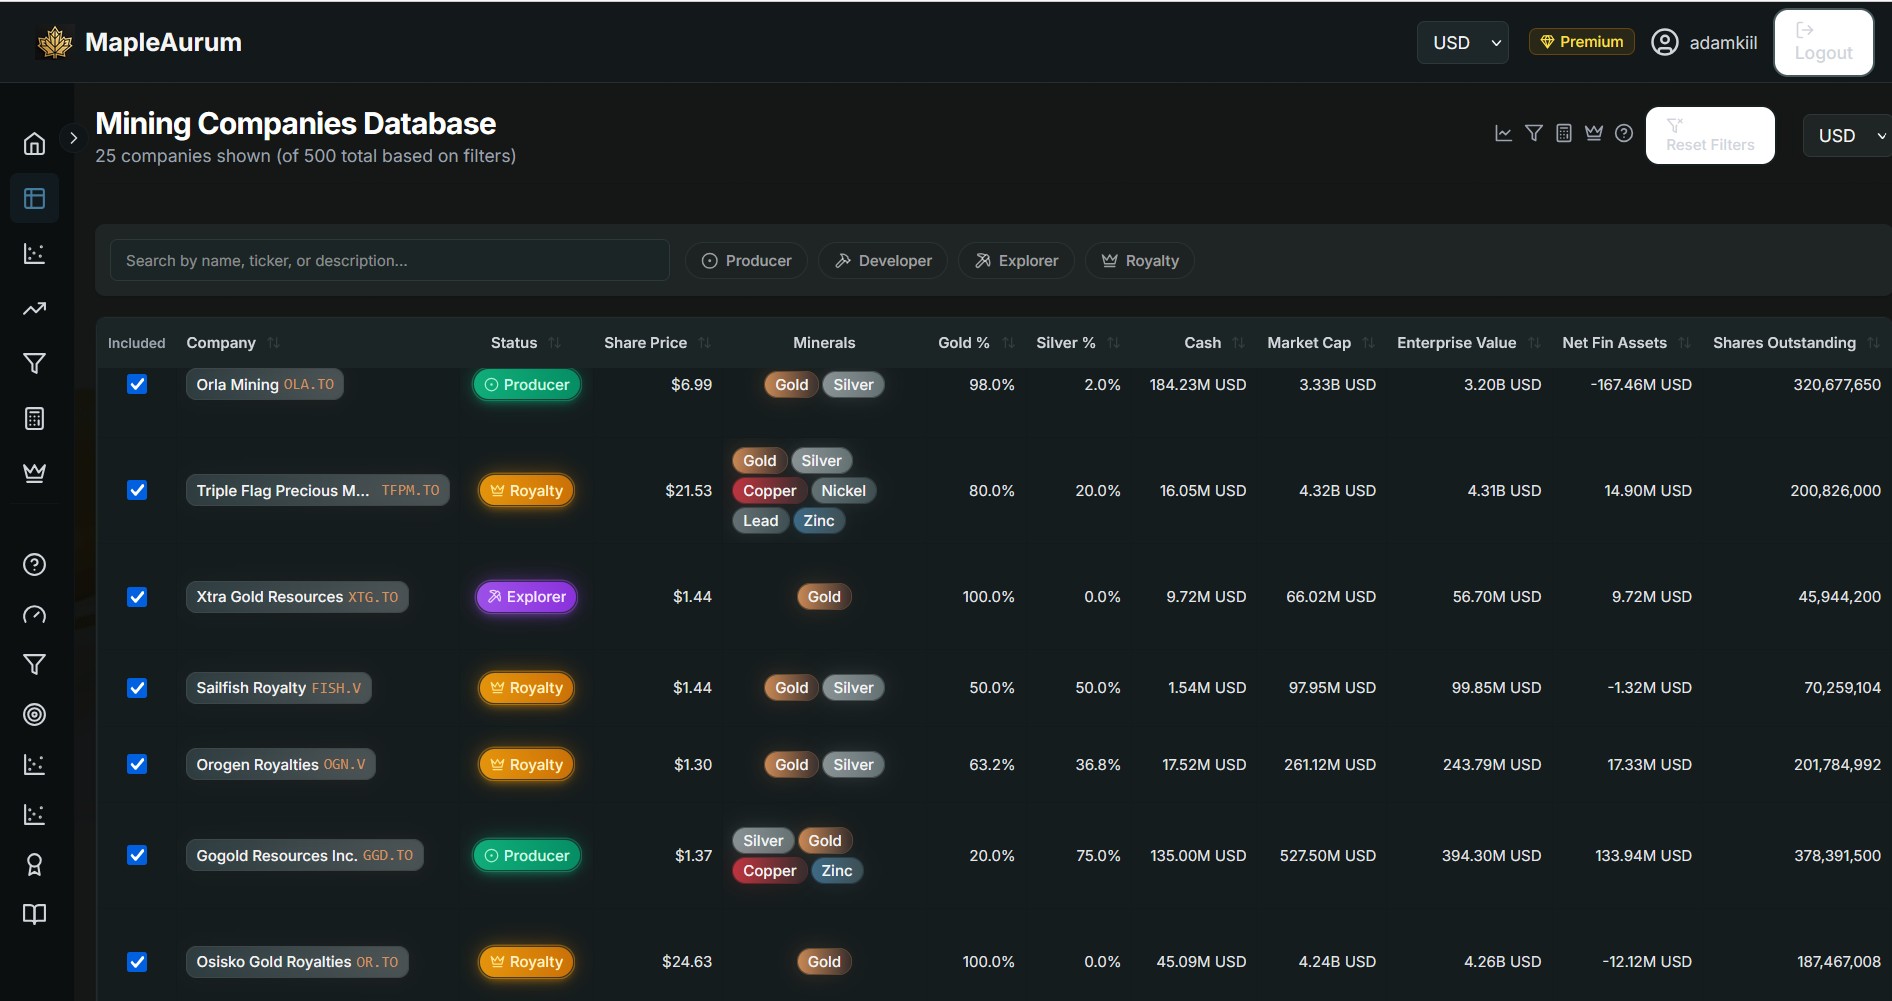 MapleAurum
USD Premium adamkiil Logout
Mining Companies Database
25 companies shown (of 500 total based on filters)
Reset Filters USD
Search by name, ticker, or description... Producer Developer Explorer Royalty
Included Company Status Share Price Minerals Gold % Silver % Cash Market Cap Enterprise Value Net Fin Assets Shares Outstanding
Orla Mining OLA.TO Producer $6.99 Gold Silver 98.0% 2.0% 184.23M USD 3.33B USD 3.20B USD -167.46M USD 320,677,650
Gold Silver
Triple Flag Precious M... TFPM.TO Royalty $21.53 Copper Nickel 80.0% 20.0% 16.05M USD 4.32B USD 4.31B USD 14.90M USD 200,826,000
Lead Zinc
Xtra Gold Resources XTG.TO Explorer $1.44 Gold 100.0% 0.0% 9.72M USD 66.02M USD 56.70M USD 9.72M USD 45,944,200
Sailfish Royalty FISH.V Royalty $1.44 Gold Silver 50.0% 50.0% 1.54M USD 97.95M USD 99.85M USD -1.32M USD 70,259,104
Orogen Royalties OGN.V Royalty $1.30 Gold Silver 63.2% 36.8% 17.52M USD 261.12M USD 243.79M USD 17.33M USD 201,784,992
Silver Gold
Gogold Resources Inc. GGD.TO Producer $1.37 20.0% 75.0% 135.00M USD 527.50M USD 394.30M USD 133.94M USD 378,391,500
Copper Zinc
Osisko Gold Royalties OR.TO Royalty $24.63 Gold 100.0% 0.0% 45.09M USD 4.24B USD 4.26B USD -12.12M USD 187,467,008